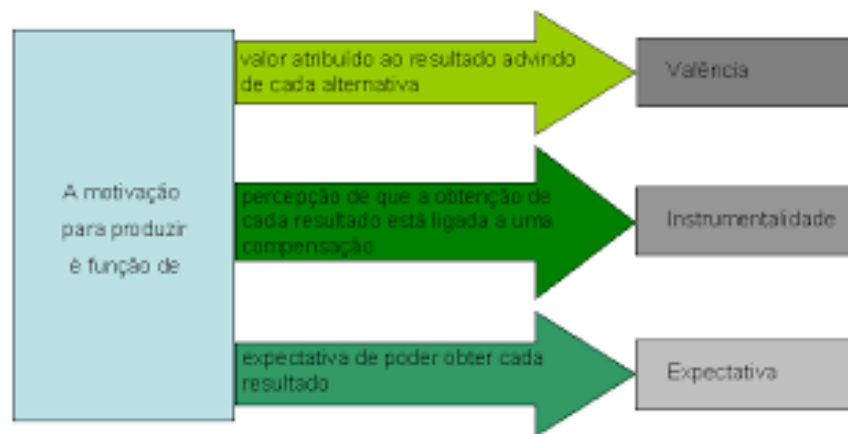 A motivação
para produzir
é função de
valor atribuído ao resultado advindo
de cada alternativa
Valência
percepção de que a obtenção de
cada resultado está ligada a uma
compensação
Instrumentalidade
expectativa de poder obter cada
resultado
Expectativa